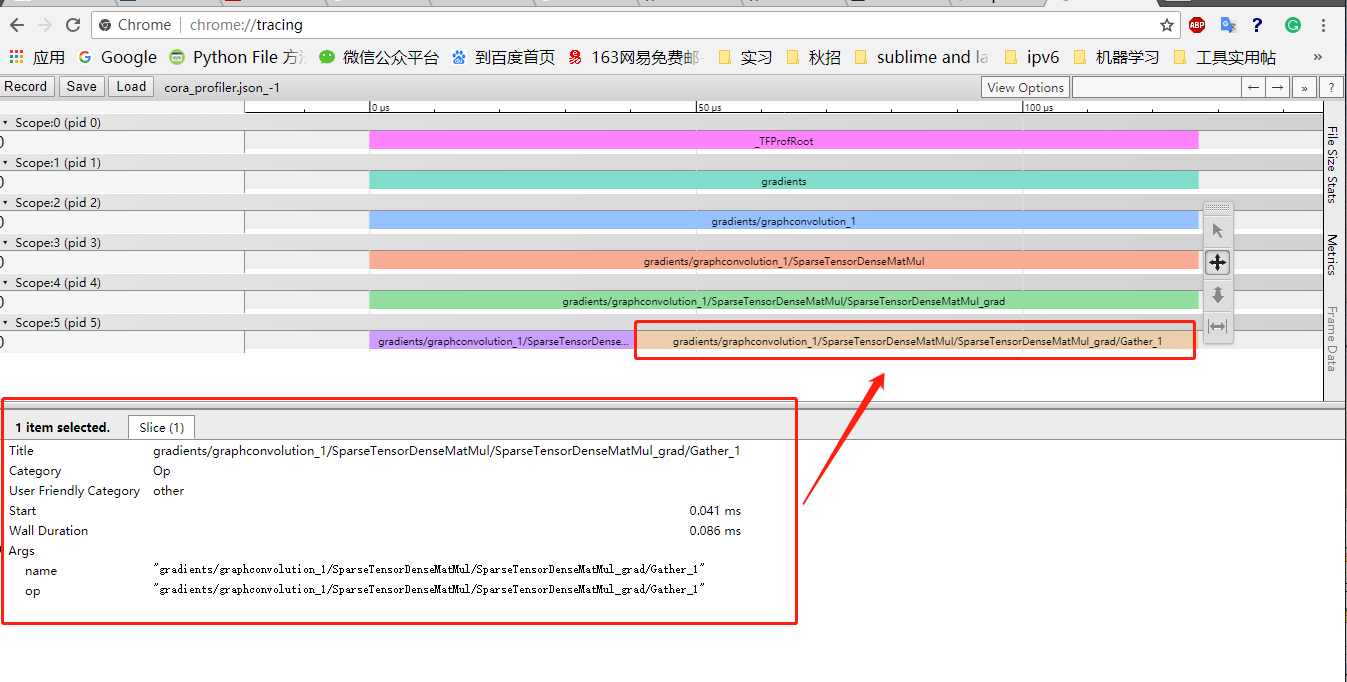 Chrome chrome://tracing ABP ?
应用 Google Python File 方 微信公众平台 到百度首页 163网易免费邮 实习 秋招 sublime and la ipv6 机器学习 工具实用帖 »
Record Save Load cora_profiler.json_-1 View Options ← → » ?
0 µs 50 µs 100 µs
Scope:0 (pid 0)
_TFProfRoot
Scope:1 (pid 1)
gradients
Scope:2 (pid 2)
gradients/graphconvolution_1
Scope:3 (pid 3)
gradients/graphconvolution_1/SparseTensorDenseMatMul
Scope:4 (pid 4)
gradients/graphconvolution_1/SparseTensorDenseMatMul/SparseTensorDenseMatMul_grad
Scope:5 (pid 5)
gradients/graphconvolution_1/SparseTensorDense... gradients/graphconvolution_1/SparseTensorDenseMatMul/SparseTensorDenseMatMul_grad/Gather_1
File Size Stats
Metrics
Frame Data
1 item selected. Slice (1)
Title gradients/graphconvolution_1/SparseTensorDenseMatMul/SparseTensorDenseMatMul_grad/Gather_1
Category Op
User Friendly Category other
Start 0.041 ms
Wall Duration 0.086 ms
Args
name "gradients/graphconvolution_1/SparseTensorDenseMatMul/SparseTensorDenseMatMul_grad/Gather_1"
op "gradients/graphconvolution_1/SparseTensorDenseMatMul/SparseTensorDenseMatMul_grad/Gather_1"